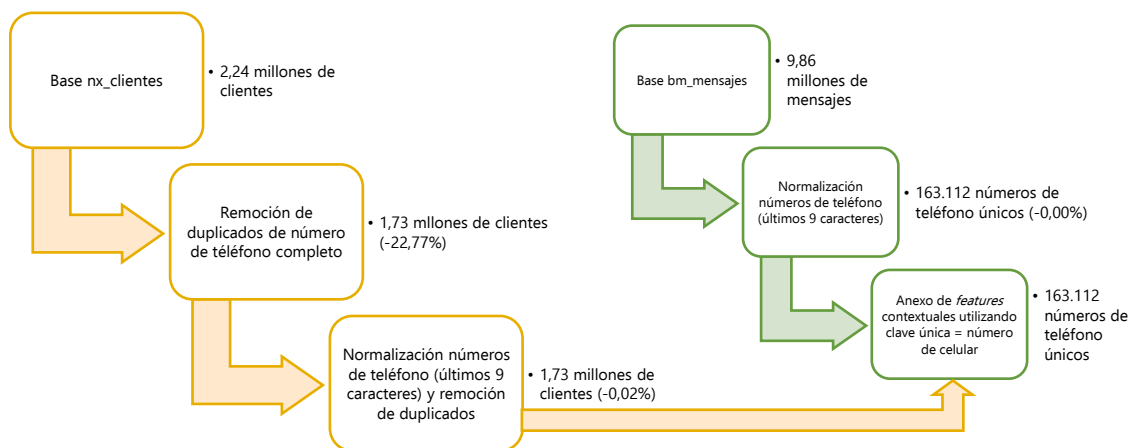 Base nx_clientes
• 2,24 millones de
clientes
Remoción de
duplicados de número
de téléfono completo
• 1,73 mllones de clientes
(-22,77%)
Normalización números
de teléfono (últimos 9
caracteres) y remoción
de duplicados
• 1,73 millones de
clientes (-0,02%)
Base bm_mensajes
• 9,86
millones de
mensajes
Normalización
números de teléfono
(últimos 9 caracteres)
• 163.112 números de
teléfono únicos (-0,00%)
Anexo de features
contextuales utilizando
clave única = número
de celular
• 163.112
números de
teléfono
únicos